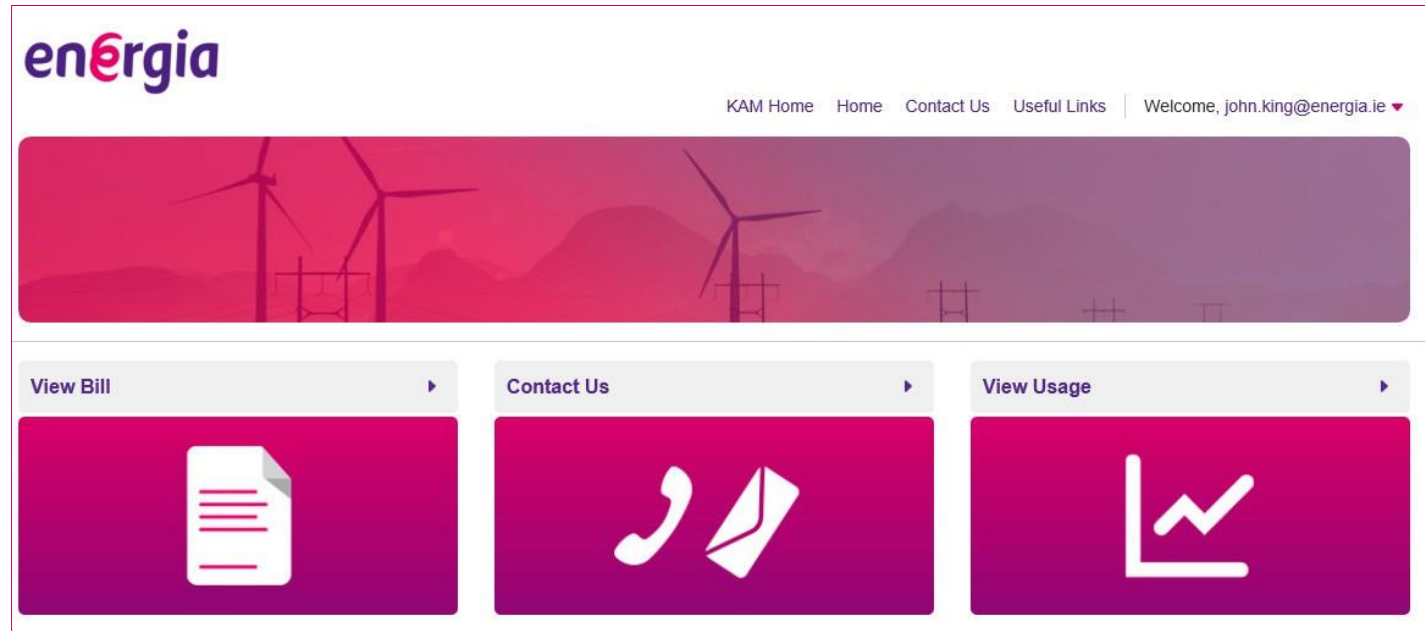 energia
KAM Home Home Contact Us Useful Links Welcome, john.king@energia.ie
View Bill
Contact Us
View Usage